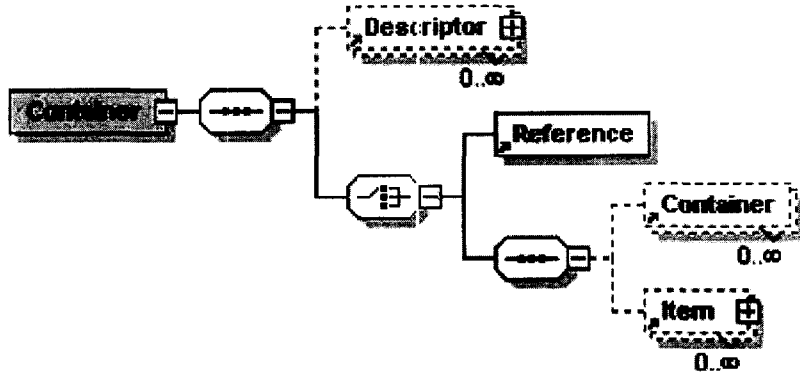 Descriptor
0..∞
Container
Reference
Container
0..∞
Item
0..∞